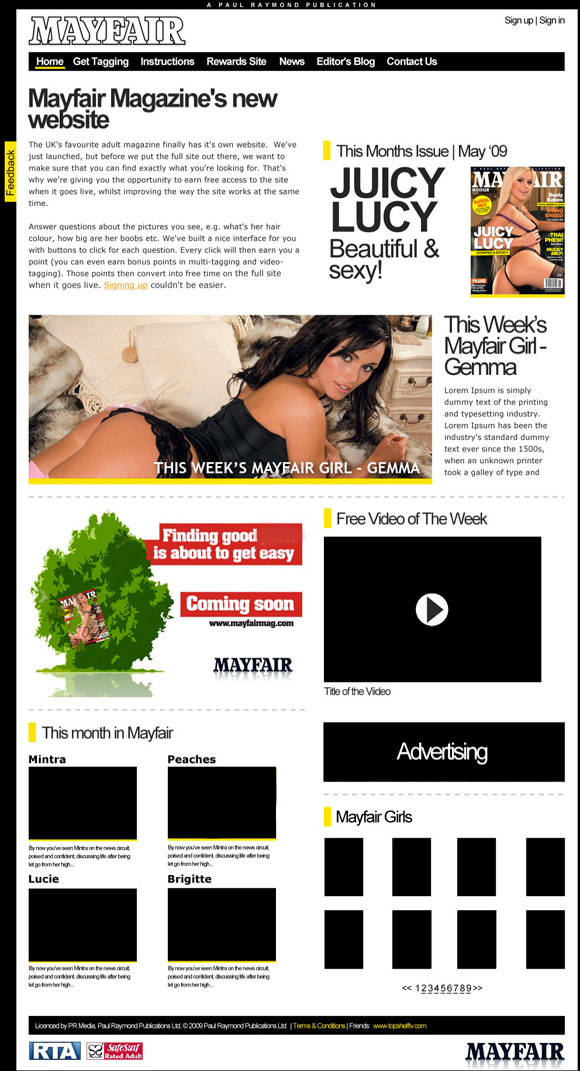 A PAUL RAYMOND PUBLICATION
MAYFAIR
Sign up | Sign in
Home Get Tagging Instructions Rewards Site News Editor's Blog Contact Us
Feedback
Mayfair Magazine's new
website
The UK's favourite adult magazine finally has it's own website. We've
just launched, but before we put the full site out there, we want to
make sure that you can find exactly what you're looking for. That's
why we're giving you the opportunity to earn free access to the site
when it goes live, whilst improving the way the site works at the same
time.
Answer questions about the pictures you see, e.g. what's her hair
colour, how big are her boobs etc. We've built a nice interface for you
with buttons to click for each question. Every click will then earn you a
point (you can even earn bonus points in multi-tagging and video-
tagging). Those points then convert into free time on the full site
when it goes live. Signing up couldn't be easier.
This Months Issue | May '09
JUICY
LUCY
Beautiful &
sexy!
MAYFAIR
JUICY
LUCY
THIS WEEK'S MAYFAIR GIRL - GEMMA
This Week's
Mayfair Girl -
Gemma
Lorem Ipsum is simply
dummy text of the printing
and typesetting industry.
Lorem Ipsum has been the
industry's standard dummy
text ever since the 1500s,
when an unknown printer
took a galley of type and
Finding good
is about to get easy
Coming soon
www.mayfairmag.com
MAYFAIR
Free Video of The Week
Title of the Viideo
This month in Mayfair
Mintra
By now you've seen Mintra on the news circuit,
poised and confident, discussing life after being
let go from her high...
Peaches
By now you've seen Mintra on the news circuit,
poised and confident, discussing life after being
let go from her high...
Lucie
By now you've seen Mintra on the news circuit,
poised and confident, discussing life after being
let go from her high...
Brigitte
By now you've seen Mintra on the news circuit,
poised and confident, discussing life after being
let go from her high...
Advertising
Mayfair Girls
<< 123456789>>
Licenced by PR Media, Paul Raymond Publications Ltd, © 2009 Paul Raymond Publications Ltd | Terms & Conditions | Friends: www.topshelftv.com
RTA
SafeSurf
Rated Adult
MAYFAIR